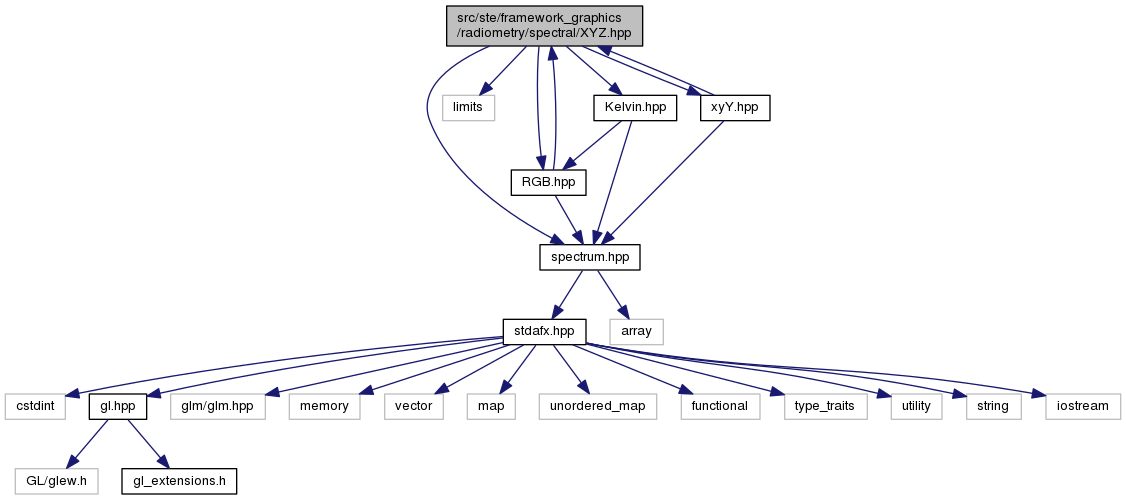 src/ste/framework_graphics
/radiometry/spectral/XYZ.hpp
limits
Kelvin.hpp
xyY.hpp
RGB.hpp
spectrum.hpp
stdafx.hpp
array
cstdint
gl.hpp
glm/glm.hpp
memory
vector
map
unordered_map
functional
type_traits
utility
string
iostream
GL/glew.h
gl_extensions.h